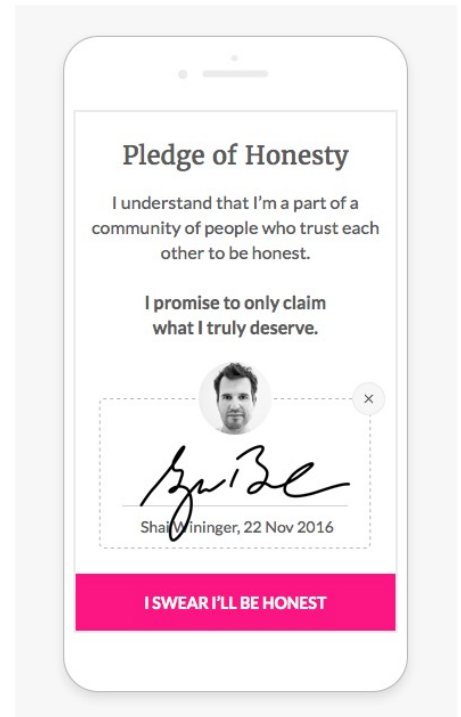 Pledge of Honesty
I understand that I'm a part of a
community of people who trust each
other to be honest.
I promise to only claim
what I truly deserve.
Shai Wininger, 22 Nov 2016
I SWEAR I'LL BE HONEST